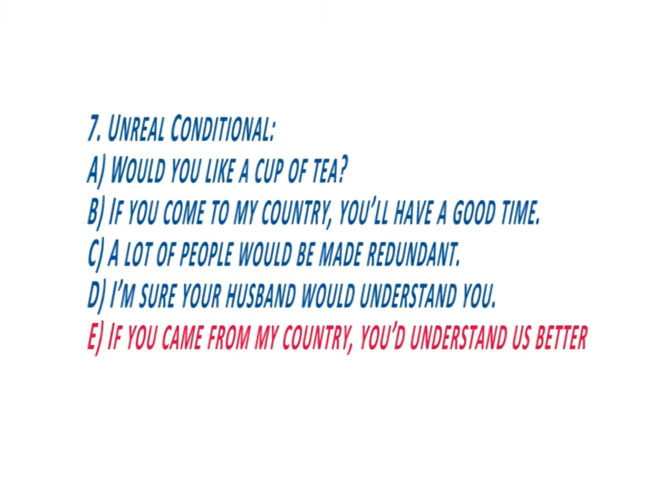 7. Unreal Conditional:
A) Would you like a cup of tea?
B) If you come to my country, you'll have a good time.
C) A lot of people would be made redundant.
D) I'm sure your husband would understand you.
E) If you came from my country, you'd understand us better